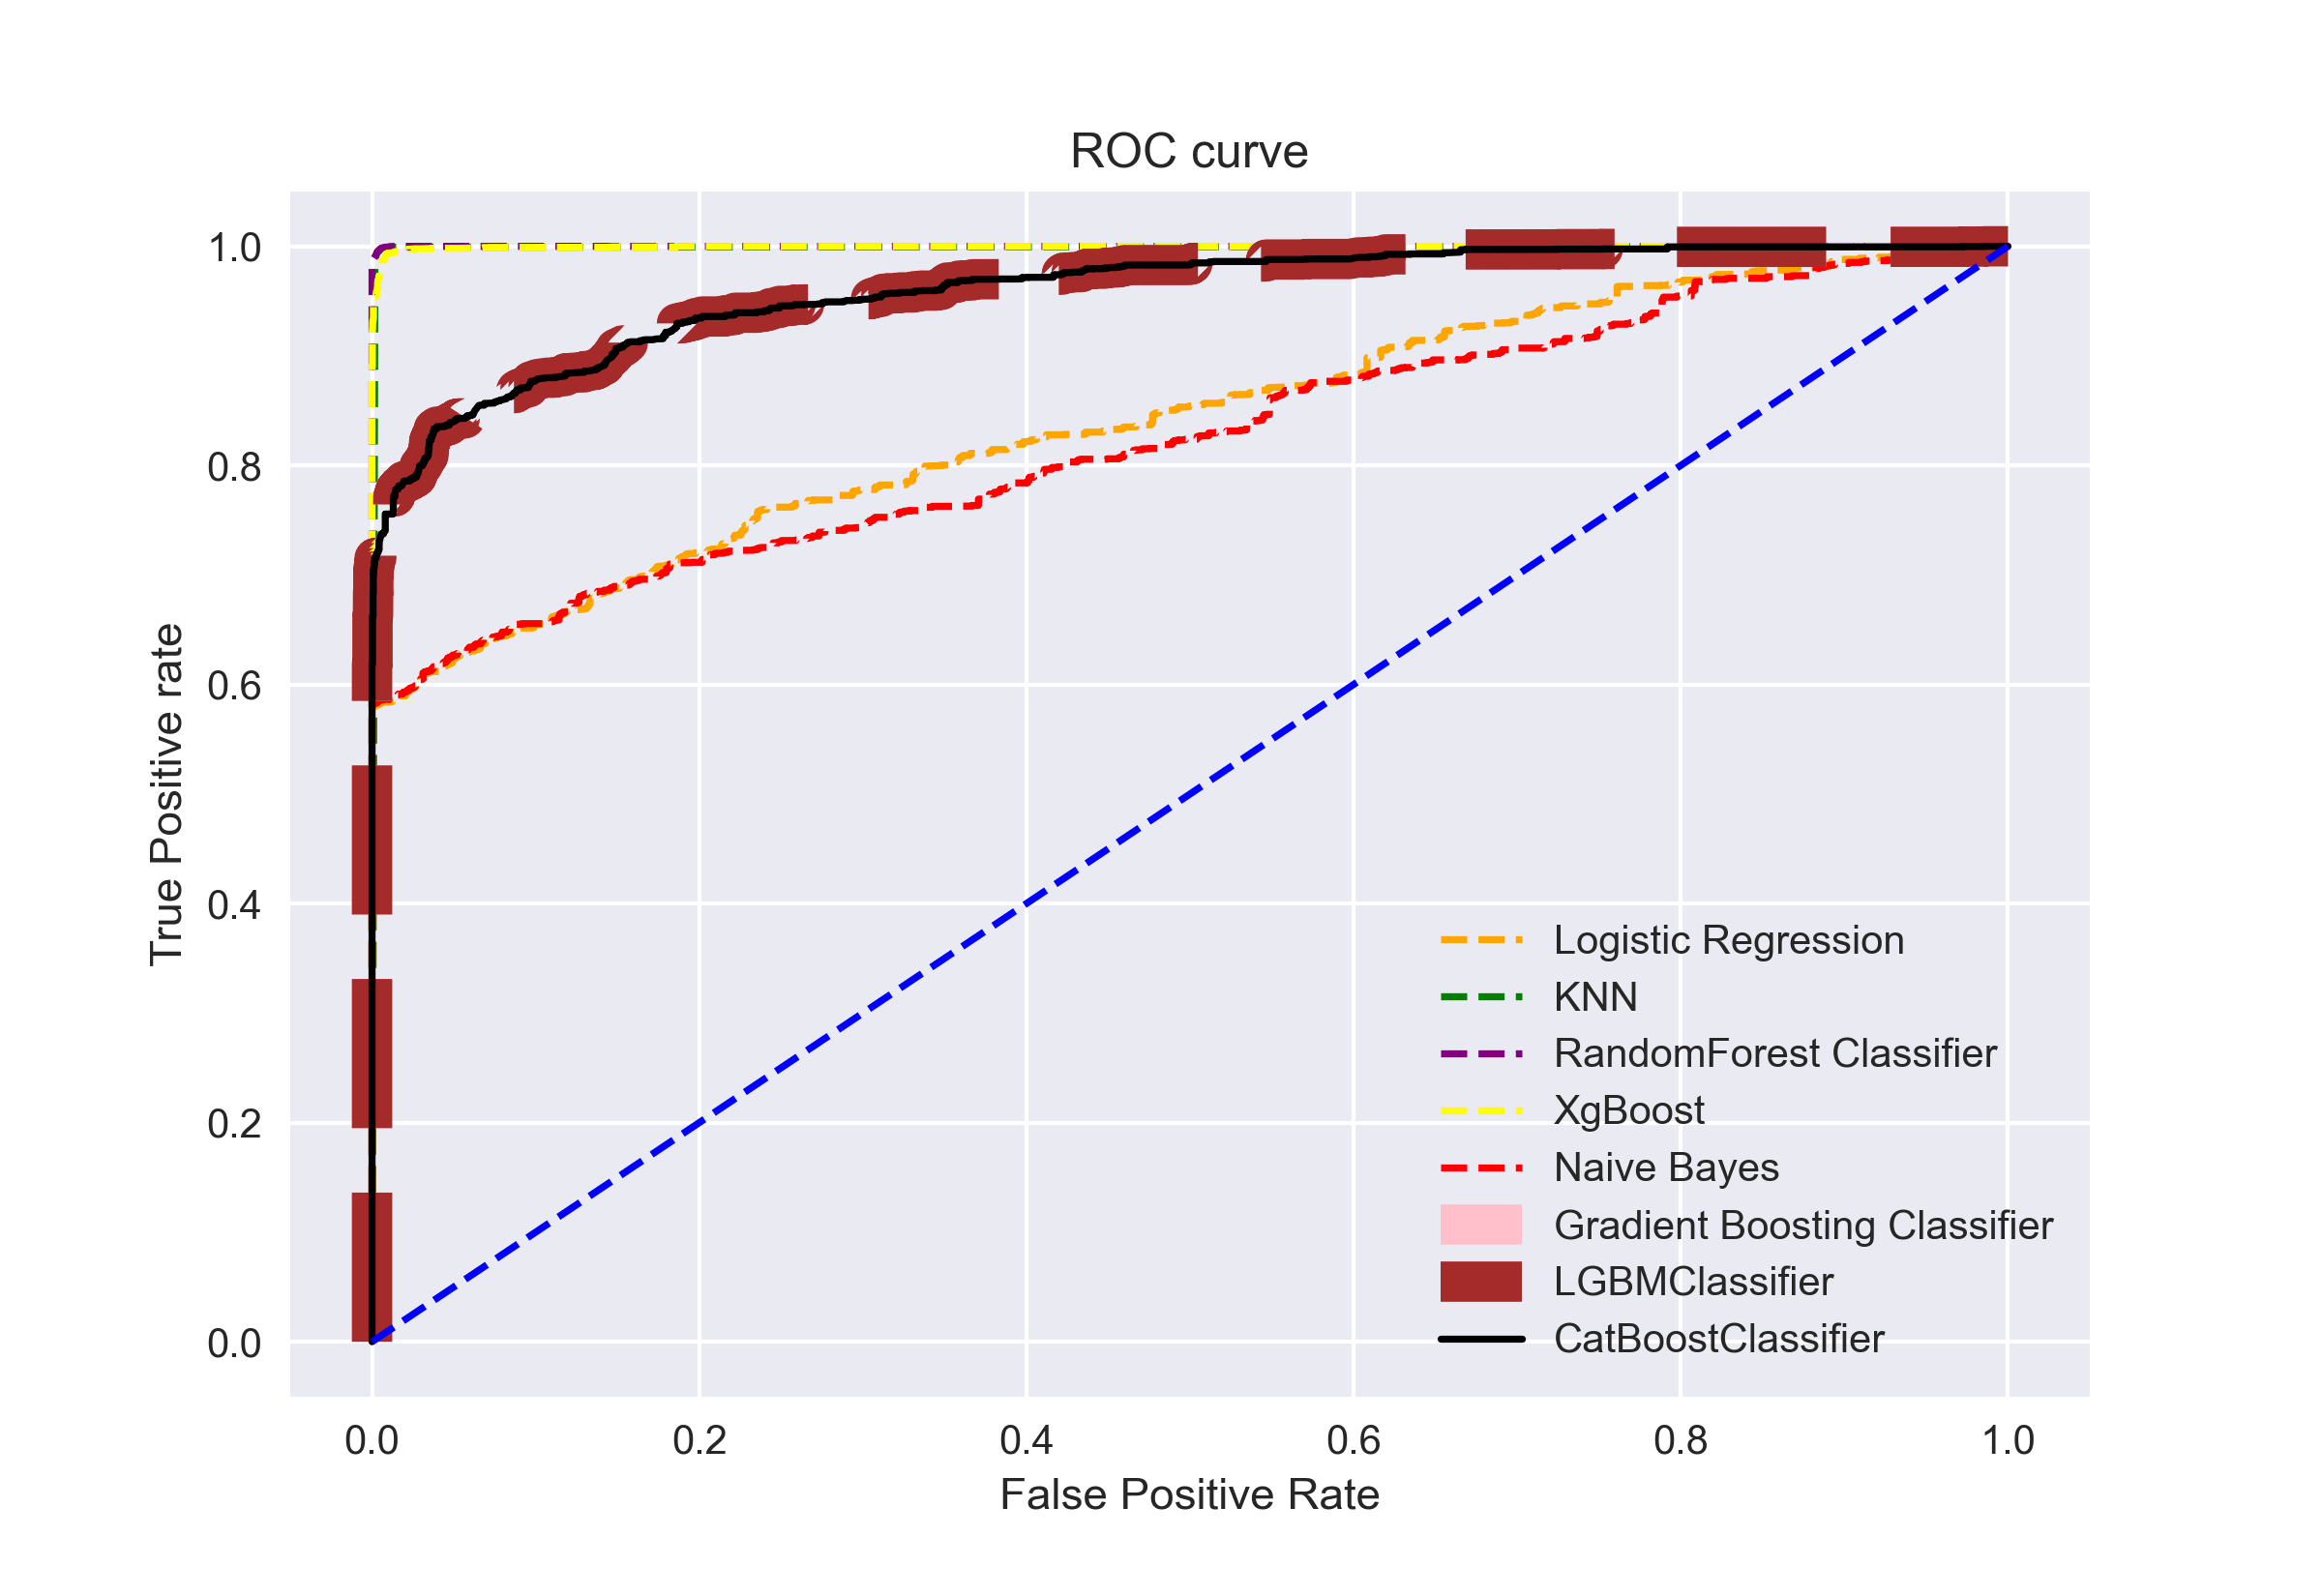 ROC curve
1.0
0.8
0.6
0.4
0.2
0.0
True Positive rate
Logistic Regression
KNN
RandomForest Classifier
XgBoost
Naive Bayes
Gradient Boosting Classifier
LGBMClassifier
CatBoostClassifier
0.0 0.2 0.4 0.6 0.8 1.0
False Positive Rate